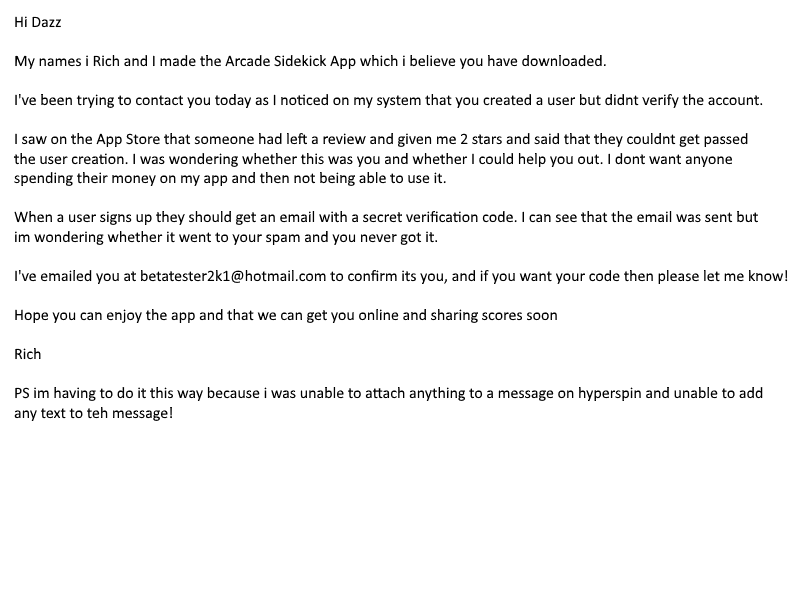 Hi Dazz
My names i Rich and I made the Arcade Sidekick App which i believe you have downloaded.
I've been trying to contact you today as I noticed on my system that you created a user but didnt verify the account.
I saw on the App Store that someone had left a review and given me 2 stars and said that they couldnt get passed
the user creation. I was wondering whether this was you and whether I could help you out. I dont want anyone
spending their money on my app and then not being able to use it.
When a user signs up they should get an email with a secret verification code. I can see that the email was sent but
im wondering whether it went to your spam and you never got it.
I've emailed you at betatester2k1@hotmail.com to confirm its you, and if you want your code then please let me know!
Hope you can enjoy the app and that we can get you online and sharing scores soon
Rich
PS im having to do it this way because i was unable to attach anything to a message on hyperspin and unable to add
any text to teh message!